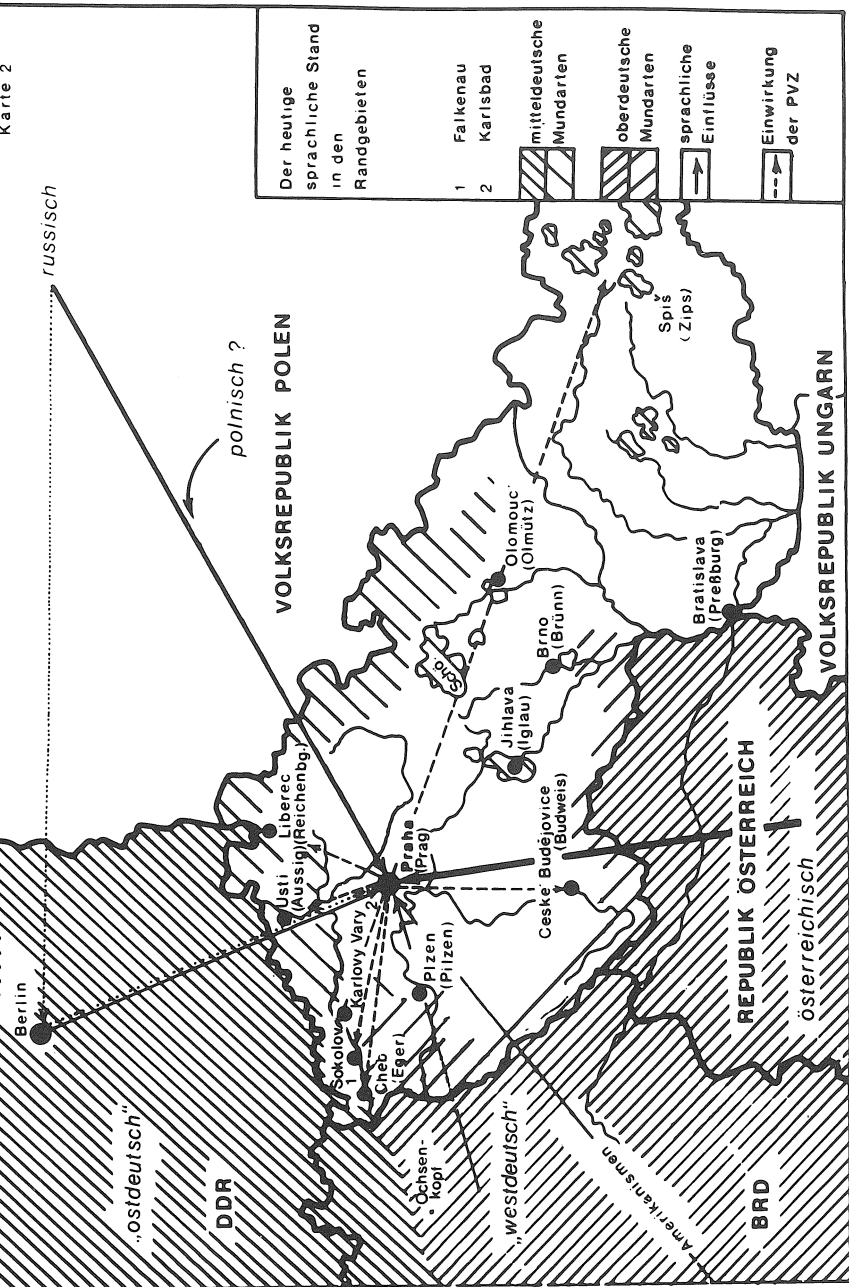 Karte 2
Der heutige
sprachliche Stand
in den
Randgebieten
1 Falkenau
2 Karlsbad
mitteldeutsche
Mundarten
oberdeutsche
Mundarten
sprachliche
Einflüsse
Einwirkung
der PVZ
russisch
polnisch ?
VOLKSREPUBLIK POLEN
Berlin
„ostdeutsch“
DDR
Usti
(Aussig)
Liberec
(Reichenbg.)
Karlovy Vary
2
Sokolov
1
Cheb
(Eger)
Praha
(Prag)
Plzen
(Pilzen)
Ochsen-
kopf
„westdeutsch“
Amerikanismen
BRD
Ceske Budějovice
(Budweis)
Jihlava
(Iglau)
Brno
(Brünn)
Schö.
Olomouc
(Olmütz)
Spiš
(Zips)
Bratislava
(Preßburg)
REPUBLIK ÖSTERREICH
österreichisch
VOLKSREPUBLIK UNGARN